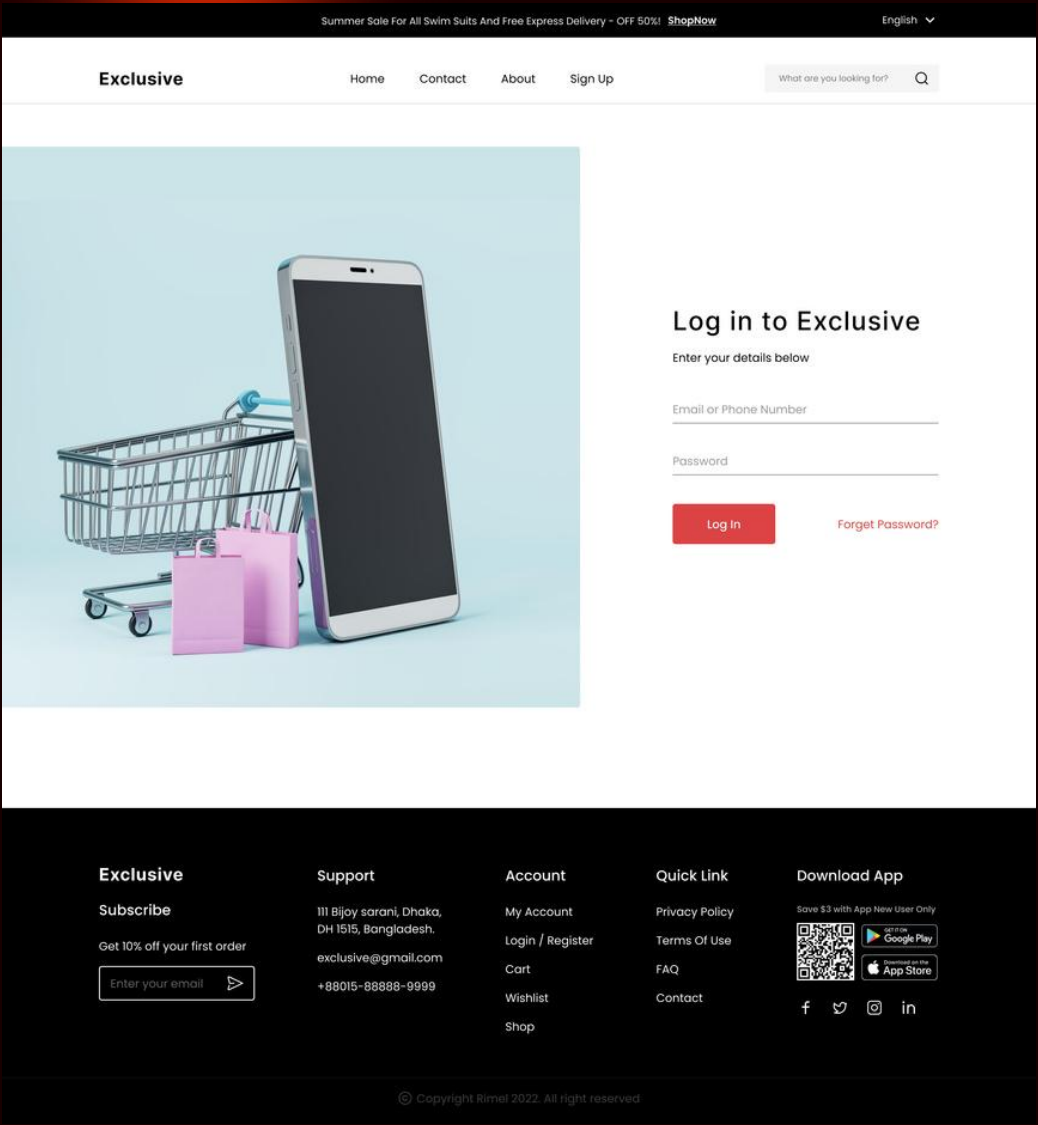 Summer Sale For All Swim Suits And Free Express Delivery - OFF 50%! ShopNow
English
Exclusive
Home
Contact
About
Sign Up
What are you looking for?
Log in to Exclusive
Enter your details below
Email or Phone Number
Password
Log In
Forget Password?
Exclusive
Subscribe
Get 10% off your first order
Enter your email
Support
111 Bijoy sarani, Dhaka,
DH 1515, Bangladesh.
exclusive@gmail.com
+88015-88888-9999
Account
My Account
Login / Register
Cart
Wishlist
Shop
Quick Link
Privacy Policy
Terms Of Use
FAQ
Contact
Download App
Save $3 with App New User Only
GET IT ON
Google Play
Download on the
App Store
© Copyright Rimel 2022. All right reserved